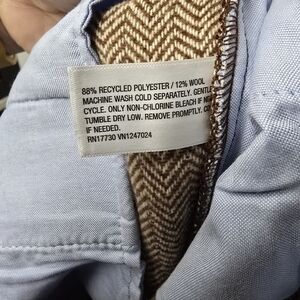 88% RECYCLED POLYESTER / 12% WOOL
MACHINE WASH COLD SEPARATELY. GENTLE
CYCLE. ONLY NON-CHLORINE BLEACH IF
TUMBLE DRY LOW. REMOVE PROMPTLY.
IF NEEDED.
RN17730 VN1247024